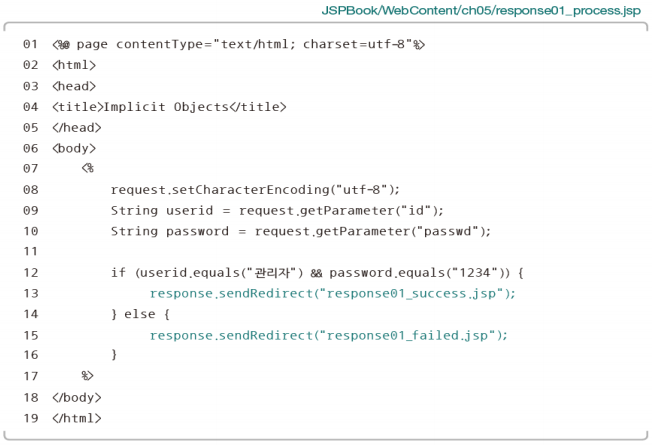 JSPBook/WebContent/ch05/response01_process.jsp
01 <%@ page contentType="text/html; charset=utf-8"%>
02 <html>
03 <head>
04 <title>Implicit Objects</title>
05 </head>
06 <body>
07 <%
08 request.setCharacterEncoding("utf-8");
09 String userid = request.getParameter("id");
10 String password = request.getParameter("passwd");
11
12 if (userid.equals("관리자") && password.equals("1234")) {
13 response.sendRedirect("response01_success.jsp");
14 } else {
15 response.sendRedirect("response01_failed.jsp");
16 }
17 %>
18 </body>
19 </html>